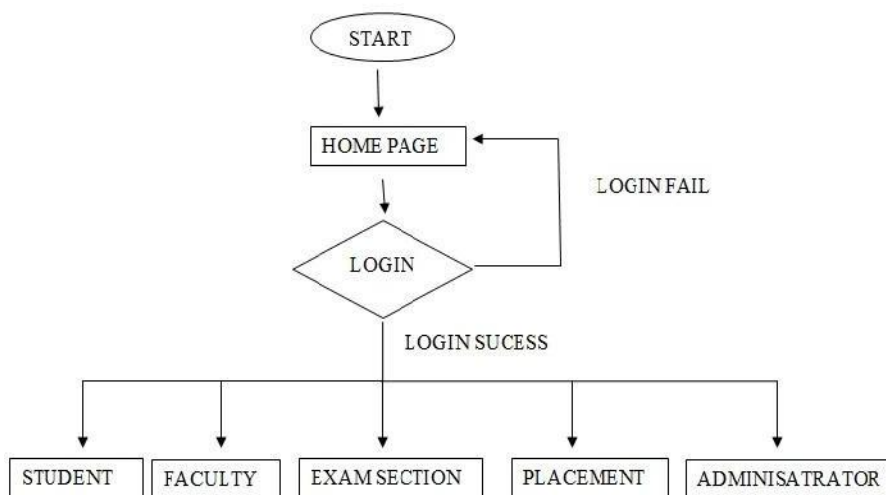 START
HOME PAGE
LOGIN FAIL
LOGIN
LOGIN SUCESS
STUDENT
FACULTY
EXAM SECTION
PLACEMENT
ADMINISATRATOR